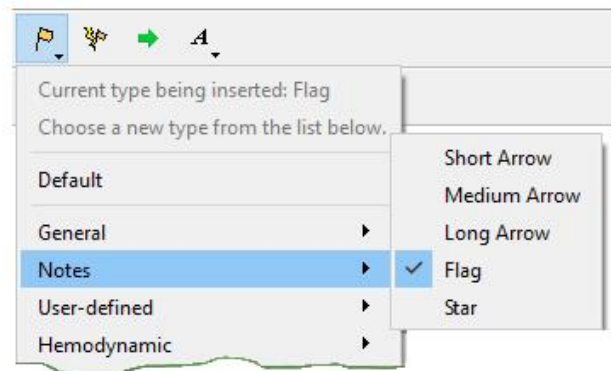 A
Current type being inserted: Flag
Choose a new type from the list below.
Default
General
Notes
User-defined
Hemodynamic
Short Arrow
Medium Arrow
Long Arrow
Flag
Star